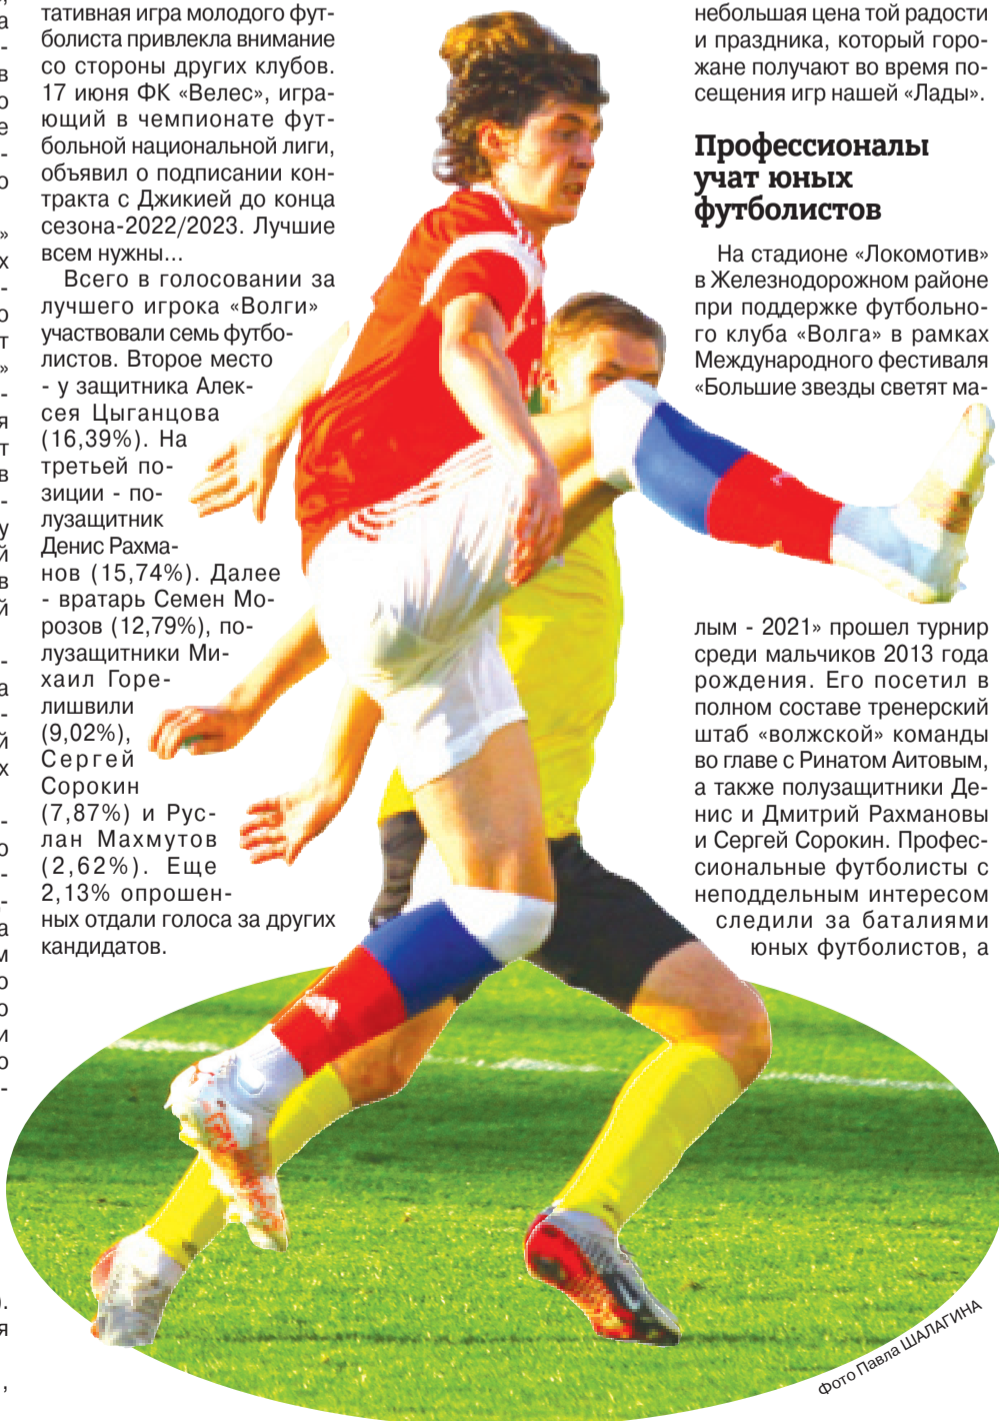 тативная игра молодого фут-
болиста привлекла внимание
со стороны других клубов.
17 июня ФК «Велес», игра-
ющий в чемпионате фут-
больной национальной лиги,
объявил о подписании кон-
тракта с Джикией до конца
сезона-2022/2023. Лучшие
всем нужны...
Всего в голосовании за
лучшего игрока «Волги»
участвовали семь футбо-
листов. Второе место
- у защитника Алек-
сея Цыганцова
(16,39%). На
третьей по-
зиции - по-
лузащитник
Денис Рахма-
нов (15,74%). Далее
- вратарь Семен Мо-
розов (12,79%), по-
лузащитники Ми-
хаил Горе-
лишвили
(9,02%),
Сергей
Сорокин
(7,87%) и Рус-
лан Махмутов
(2,62%). Еще
2,13% опрошен-
ных отдали голоса за других
кандидатов.
небольшая цена той радости
и праздника, который горо-
жане получают во время по-
сещения игр нашей «Лады».
Профессионалы
учат юных
футболистов
На стадионе «Локомотив»
в Железнодорожном районе
при поддержке футбольно-
го клуба «Волга» в рамках
Международного фестиваля
«Большие звезды светят ма-
лым - 2021» прошел турнир
среди мальчиков 2013 года
рождения. Его посетил в
полном составе тренерский
штаб «волжской» команды
во главе с Ринатом Аитовым,
а также полузащитники Де-
нис и Дмитрий Рахмановы
и Сергей Сорокин. Профес-
сиональные футболисты с
неподдельным интересом
следили за баталиями
юных футболистов, а
Фото Павла ШАЛАГИНА